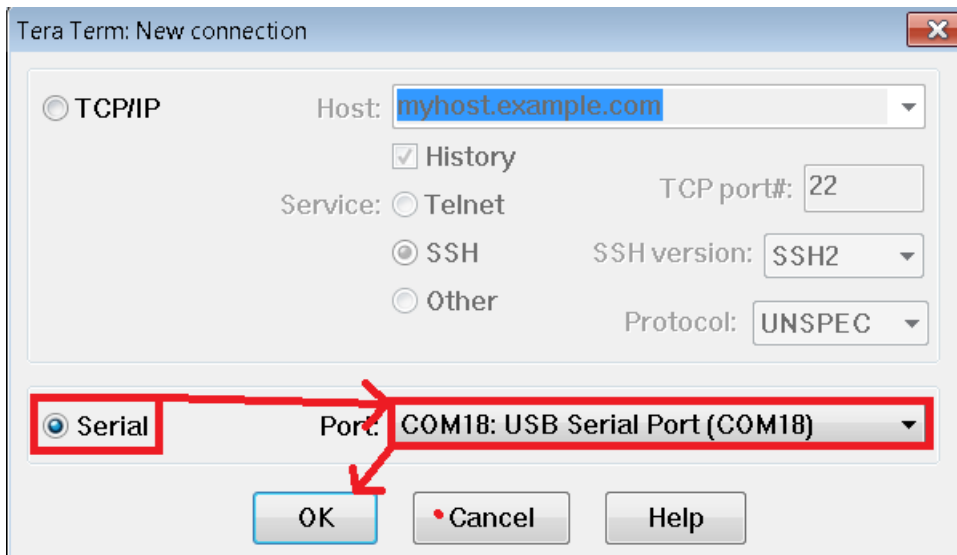 Tera Term: New connection
TCP/IP
Host: myhost.example.com
History
Service: Telnet
TCP port#: 22
SSH
SSH version: SSH2
Other
Protocol: UNSPEC
Serial
Port: COM18: USB Serial Port (COM18)
OK
Cancel
Help